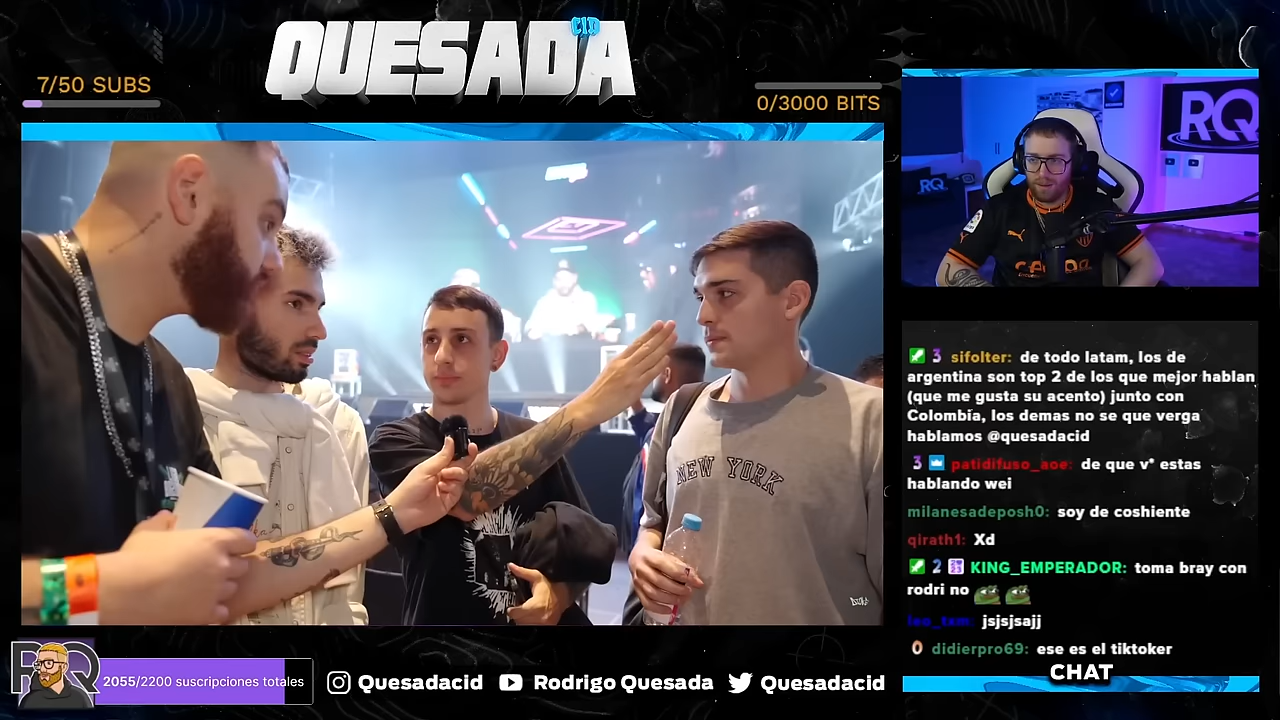 QUESADA
CID
7/50 SUBS
0/3000 BITS
RQ
RQ
NEW YORK
3 sifolter: de todo latam, los de
argentina son top 2 de los que mejor hablan
(que me gusta su acento) junto con
Colombia, los demas no se que verga
hablamos @quesadacid
3 patidifuso_aoe: de que v* estas
hablando wei
milanesadeposh0: soy de coshiente
qirath1: Xd
2 KING_EMPERADOR: toma bray con
rodri no
leo_txm: jsjsjsajj
0 didierpro69: ese es el tiktoker
CHAT
RQ
2055/2200 suscripciones totales
Quesadacid
Rodrigo Quesada
Quesadacid